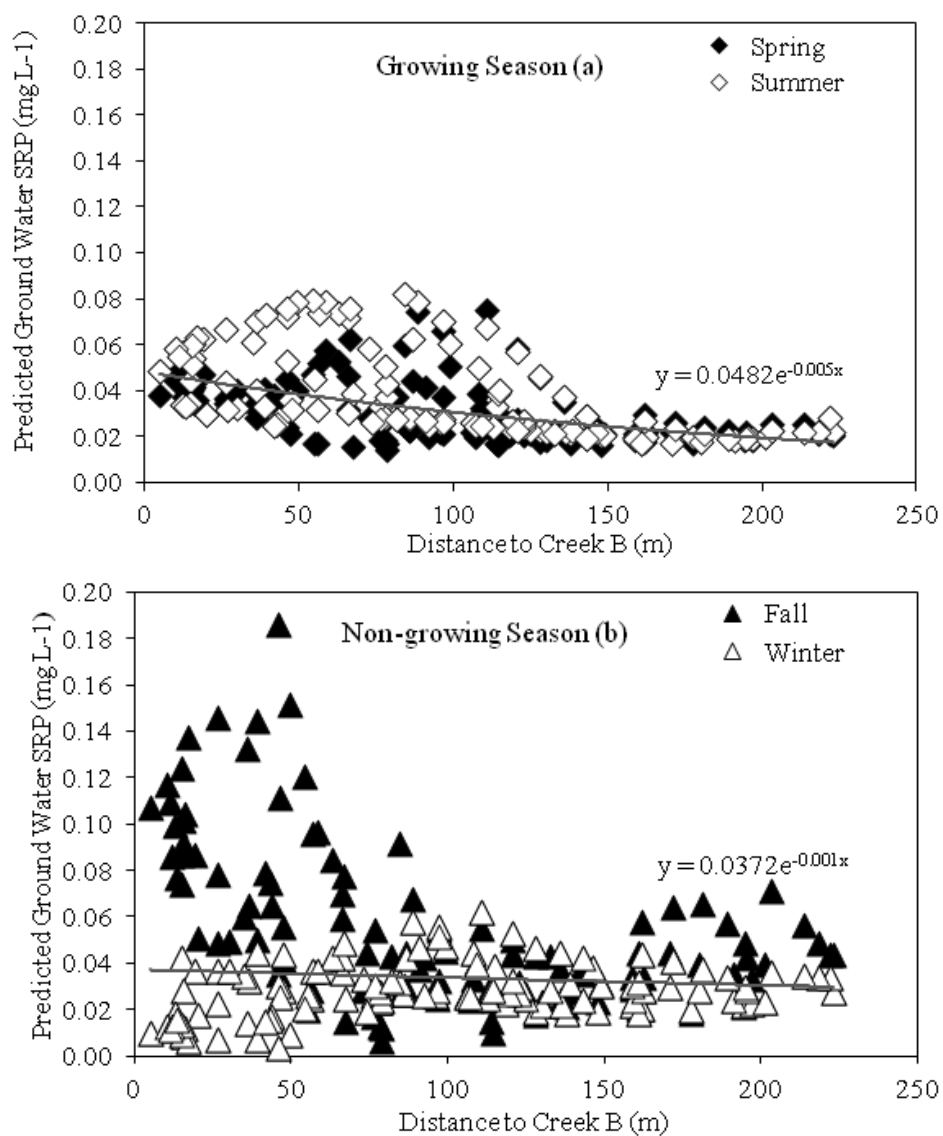 0.20
0.18
0.16
0.14
0.12
0.10
0.08
0.06
0.04
0.02
0.00
Predicted Ground Water SRP (mg L-1)
Growing Season (a)
Spring
Summer
y = 0.0482e-0.005x
0 50 100 150 200 250
Distance to Creek B (m)
0.20
0.18
0.16
0.14
0.12
0.10
0.08
0.06
0.04
0.02
0.00
Predicted Ground Water SRP (mg L-1)
Non-growing Season (b)
Fall
Winter
y = 0.0372e-0.001x
0 50 100 150 200 250
Distance to Creek B (m)